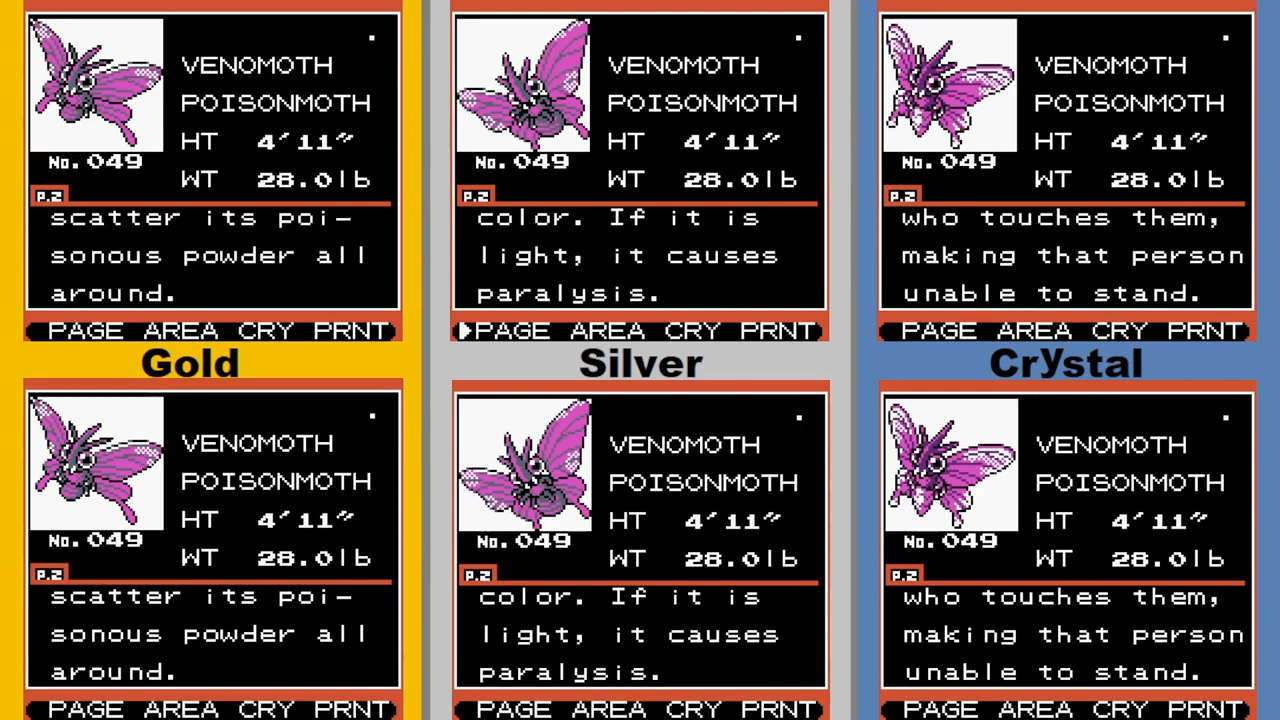 VENOMOTH
POISONMOTH
HT 4′11″
No.049
WT 28.0lb
p.2
scatter its poi-
sonous powder all
around.
PAGE AREA CRY PRNT
VENOMOTH
POISONMOTH
HT 4′11″
No.049
WT 28.0lb
p.2
color. If it is
light, it causes
paralysis.
▶PAGE AREA CRY PRNT
VENOMOTH
POISONMOTH
HT 4′11″
No.049
WT 28.0lb
p.2
who touches them,
making that person
unable to stand.
PAGE AREA CRY PRNT
Gold
Silver
Crystal
VENOMOTH
POISONMOTH
HT 4′11″
No.049
WT 28.0lb
p.2
scatter its poi-
sonous powder all
around.
PAGE AREA CRY PRNT
VENOMOTH
POISONMOTH
HT 4′11″
No.049
WT 28.0lb
p.2
color. If it is
light, it causes
paralysis.
PAGE AREA CRY PRNT
VENOMOTH
POISONMOTH
HT 4′11″
No.049
WT 28.0lb
p.2
who touches them,
making that person
unable to stand.
PAGE AREA CRY PRNT